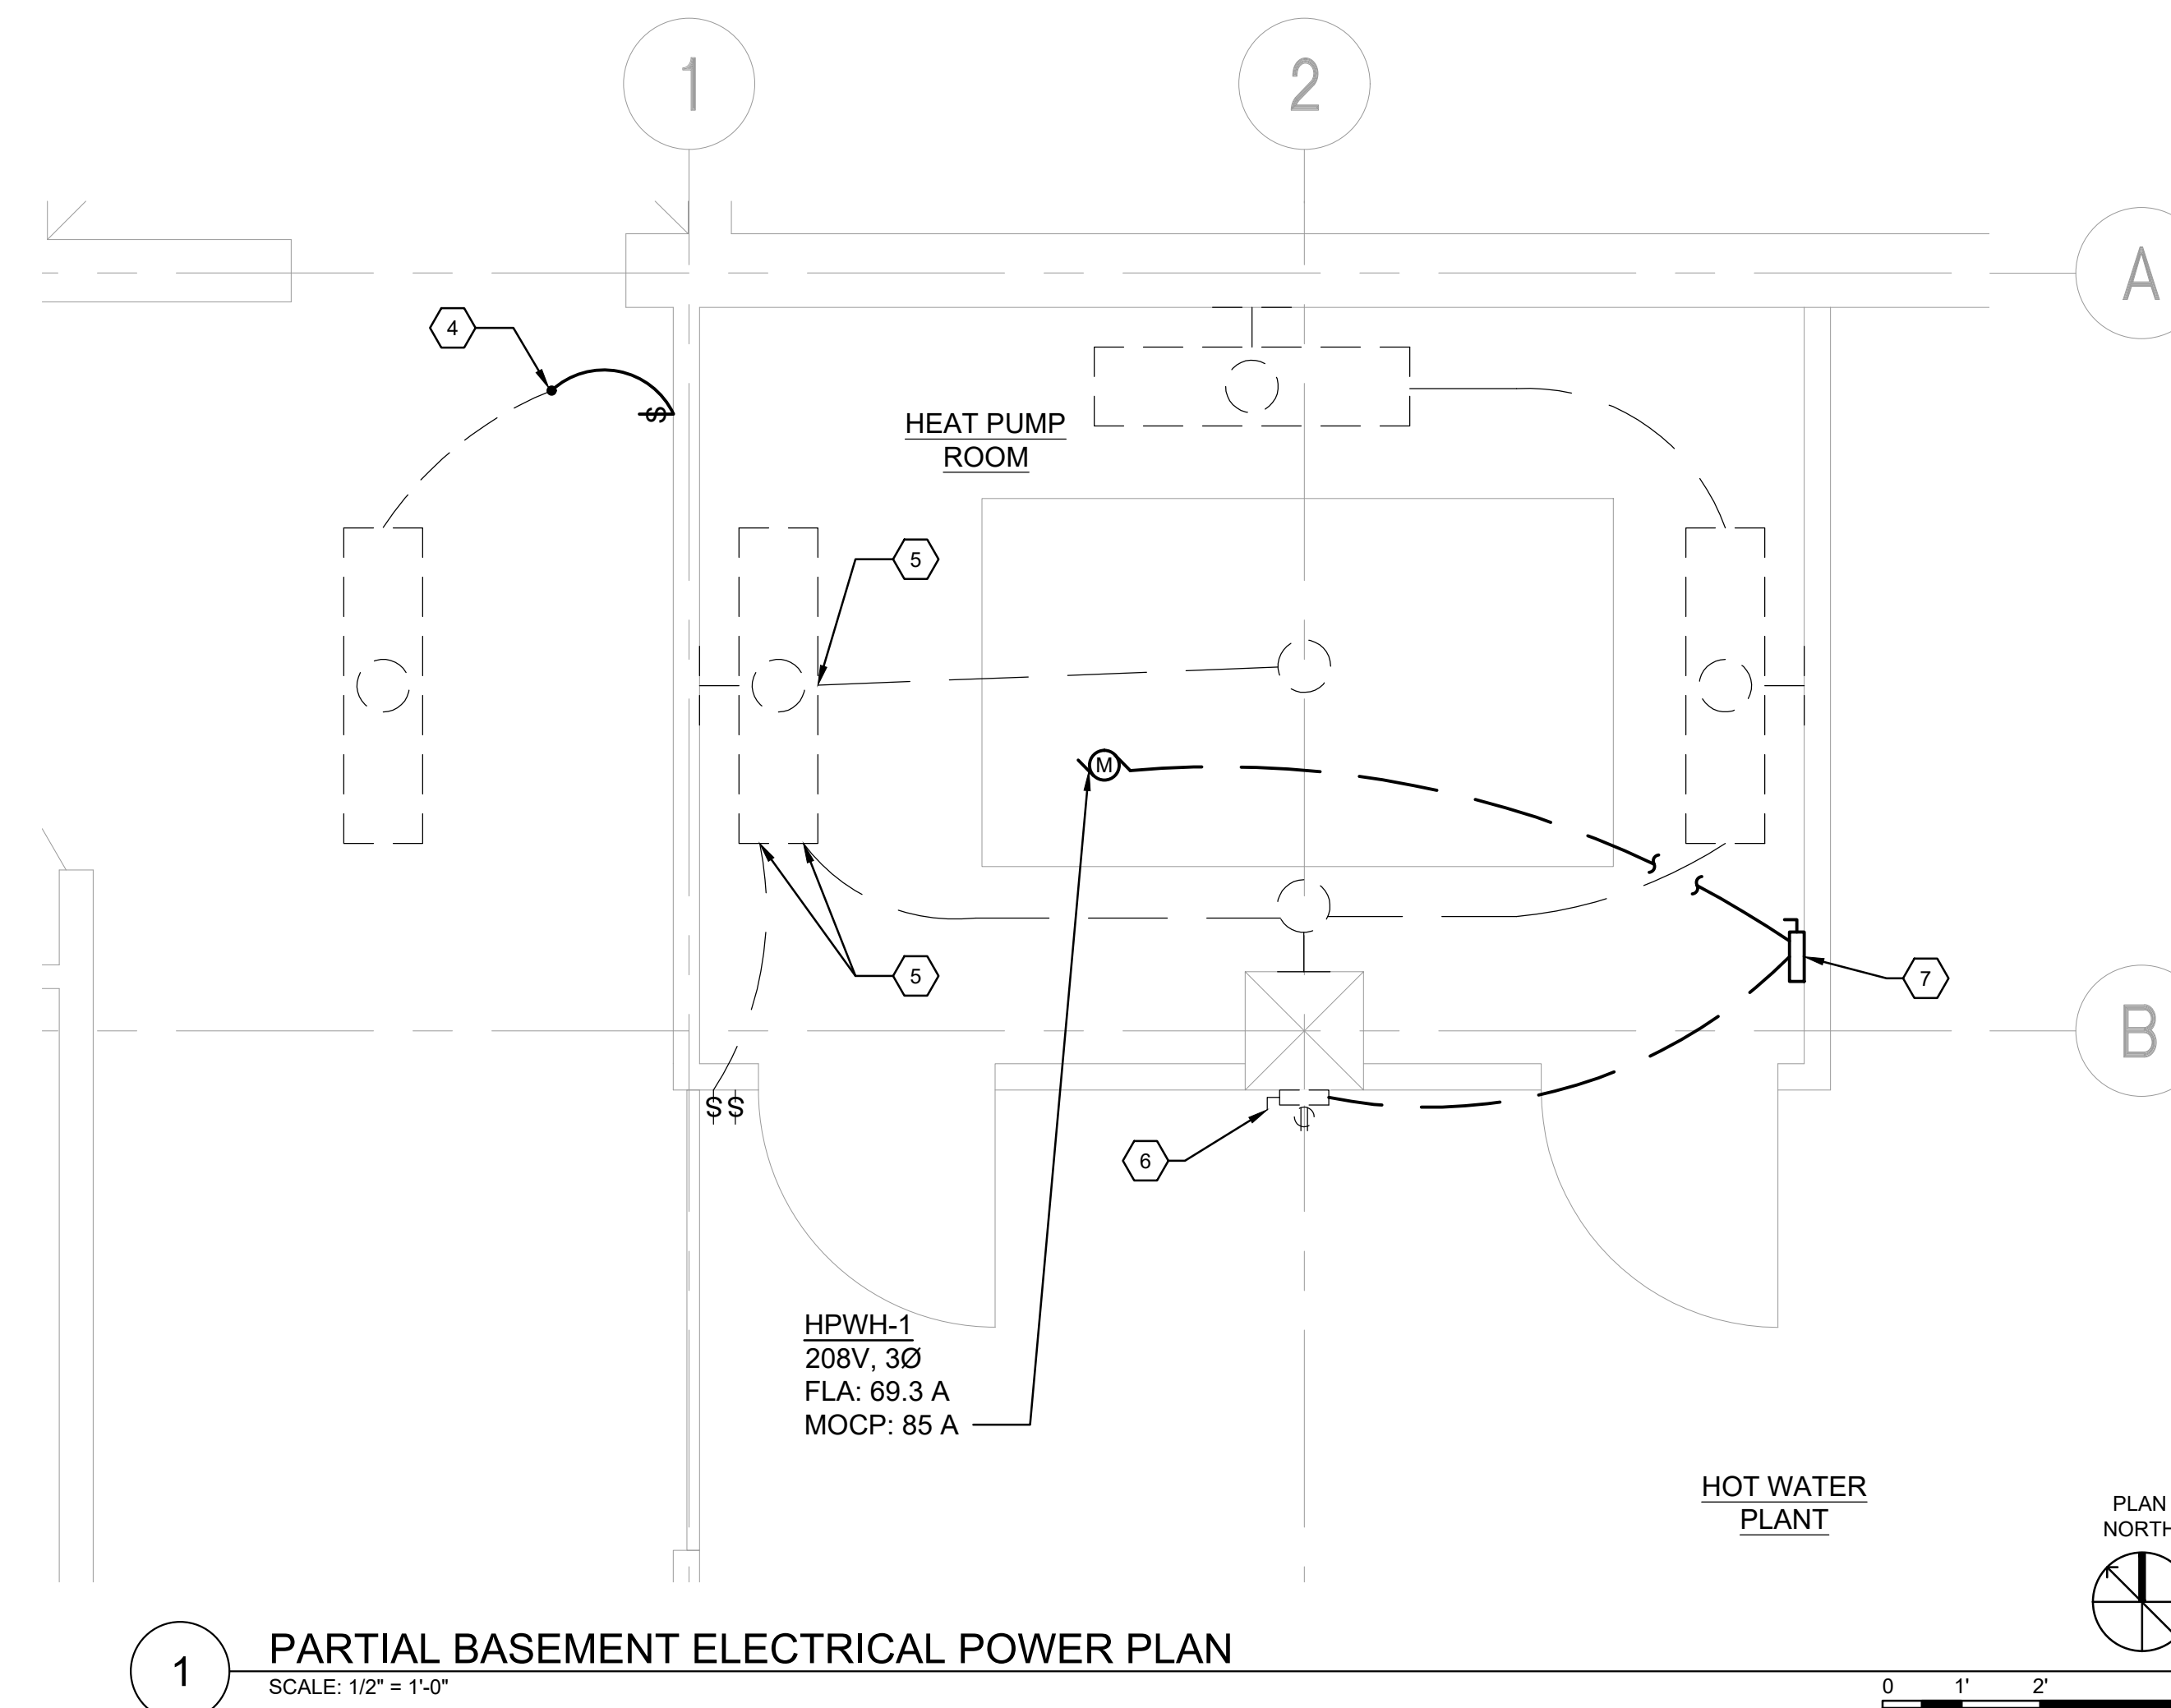 1
2
A
4
$
HEAT PUMP
ROOM
5
M
5
7
B
$$
6
HPWH-1
208V, 3Ø
FLA: 69.3 A
MOCP: 85 A
HOT WATER
PLANT
PLAN
NORTH
1
PARTIAL BASEMENT ELECTRICAL POWER PLAN
SCALE: 1/2" = 1'-0"
0 1' 2'